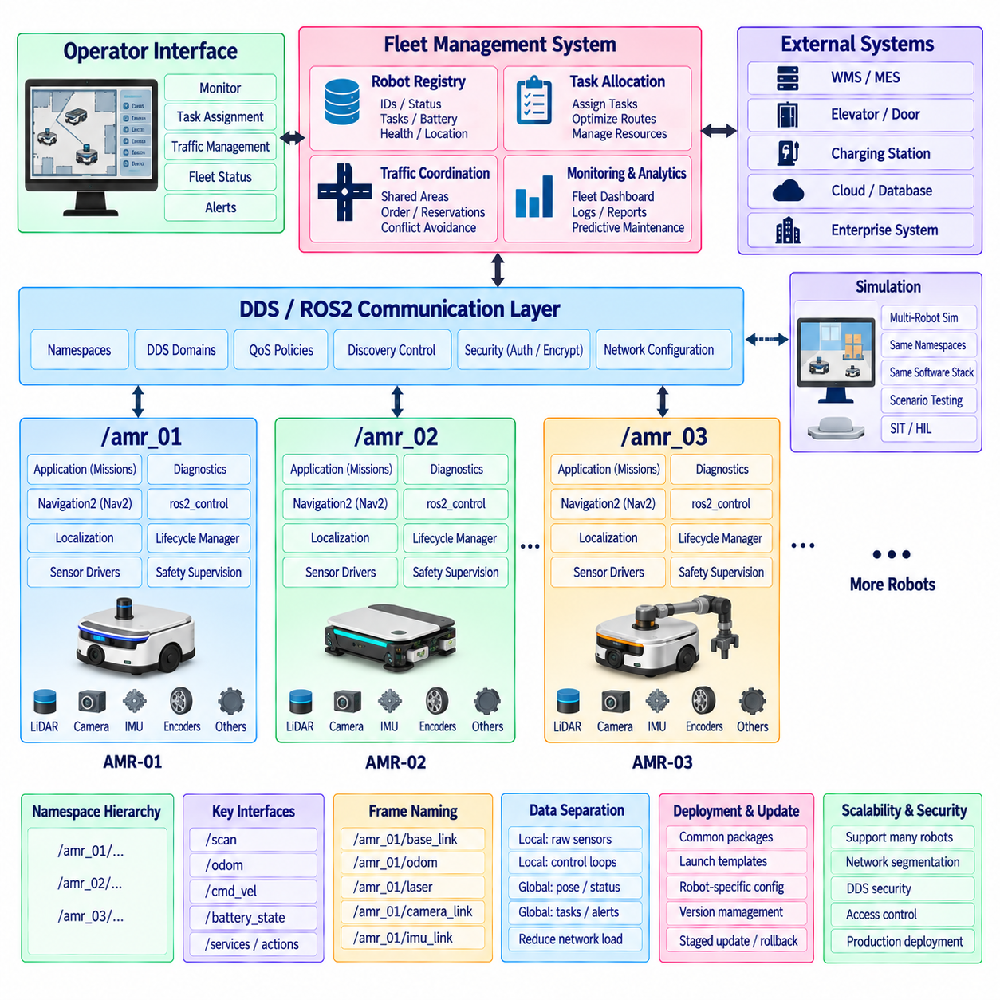 Operator Interface
Monitor
Task Assignment
Traffic Management
Fleet Status
Alerts
Fleet Management System
Robot Registry
IDs / Status
Tasks / Battery
Health / Location
Task Allocation
Assign Tasks
Optimize Routes
Manage Resources
Traffic Coordination
Shared Areas
Order / Reservations
Conflict Avoidance
Monitoring & Analytics
Fleet Dashboard
Logs / Reports
Predictive Maintenance
External Systems
WMS / MES
Elevator / Door
Charging Station
Cloud / Database
Enterprise System
DDS / ROS2 Communication Layer
Namespaces
DDS Domains
QoS Policies
Discovery Control
Security (Auth / Encrypt)
Network Configuration
Simulation
Multi-Robot Sim
Same Namespaces
Same Software Stack
Scenario Testing
SIT / HIL
/amr_01
Application (Missions)
Diagnostics
Navigation2 (Nav2)
ros2_control
Localization
Lifecycle Manager
Sensor Drivers
Safety Supervision
LiDAR
Camera
IMU
Encoders
Others
AMR-01
/amr_02
Application (Missions)
Diagnostics
Navigation2 (Nav2)
ros2_control
Localization
Lifecycle Manager
Sensor Drivers
Safety Supervision
LiDAR
Camera
IMU
Encoders
Others
AMR-02
...
/amr_03
Application (Missions)
Diagnostics
Navigation2 (Nav2)
ros2_control
Localization
Lifecycle Manager
Sensor Drivers
Safety Supervision
LiDAR
Camera
IMU
Encoders
Others
AMR-03
...
...
More Robots
Namespace Hierarchy
/amr_01/...
/amr_02/...
/amr_03/...
Key Interfaces
/scan
/odom
/cmd_vel
/battery_state
/services / actions
Frame Naming
/amr_01/base_link
/amr_01/odom
/amr_01/laser
/amr_01/camera_link
/amr_01/imu_link
Data Separation
Local: raw sensors
Local: control loops
Global: pose / status
Global: tasks / alerts
Reduce network load
Deployment & Update
Common packages
Launch templates
Robot-specific config
Version management
Staged update / rollback
Scalability & Security
Support many robots
Network segmentation
DDS security
Access control
Production deployment